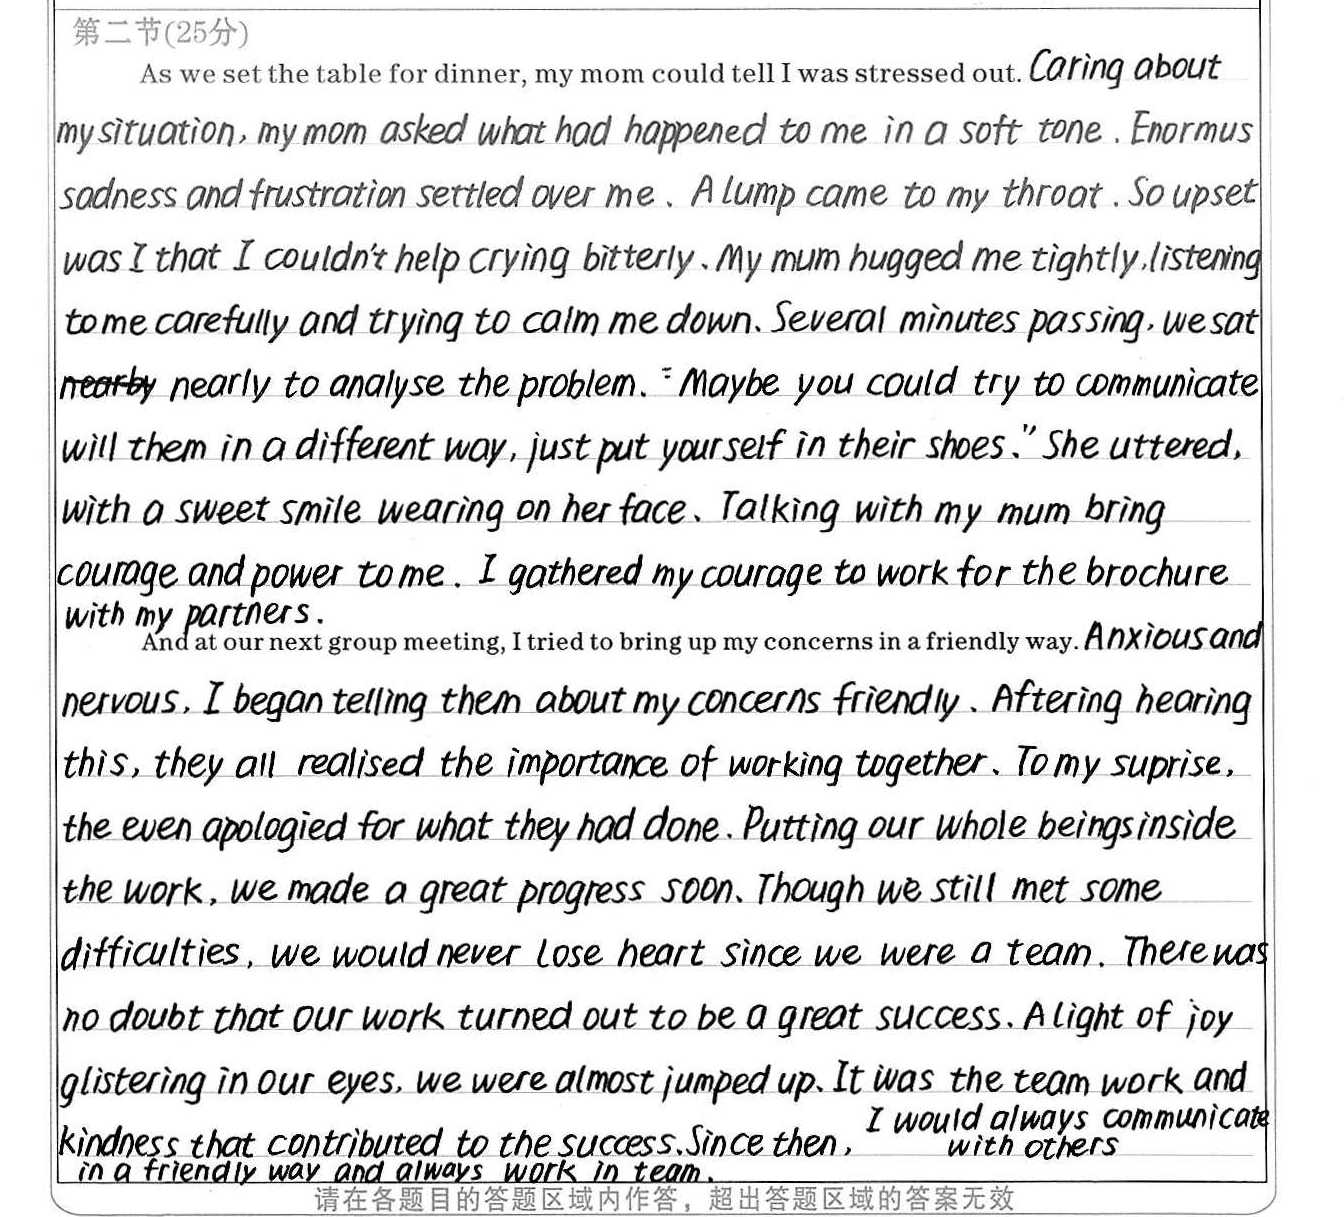 第二节(25分)
As we set the table for dinner, my mom could tell I was stressed out. Caring about
my situation, my mom asked what had happened to me in a soft tone. Enormus
sadness and frustration settled over me. A lump came to my throat. So upset
was I that I couldn't help crying bitterly. My mum hugged me tightly, listening
to me carefully and trying to calm me down. Several minutes passing, we sat
nearby nearly to analyse the problem. "Maybe you could try to communicate
will them in a different way, just put yourself in their shoes." She uttered,
with a sweet smile wearing on her face. Talking with my mum bring
courage and power to me. I gathered my courage to work for the brochure
with my partners.
And at our next group meeting, I tried to bring up my concerns in a friendly way. Anxious and
nervous, I began telling them about my concerns friendly. Aftering hearing
this, they all realised the importance of working together. To my suprise,
the even apologied for what they had done. Putting our whole beings inside
the work, we made a great progress soon. Though we still met some
difficulties, we would never lose heart since we were a team. There was
no doubt that our work turned out to be a great success. A light of joy
glistering in our eyes, we were almost jumped up. It was the team work and
kindness that contributed to the success. Since then, I would always communicate
with others
in a friendly way and always work in team.
请在各题目的答题区域内作答，超出答题区域的答案无效